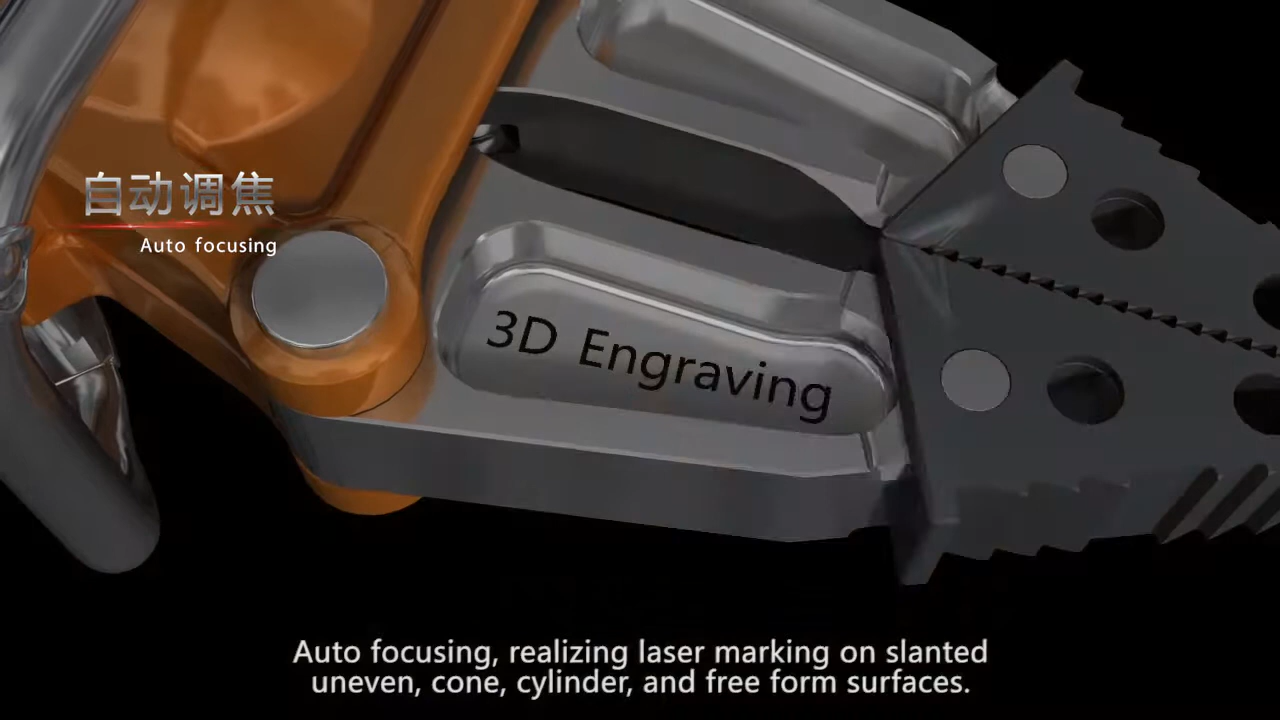 自动调焦
Auto focusing
3D Engraving
Auto focusing, realizing laser marking on slanted
uneven, cone, cylinder, and free form surfaces.